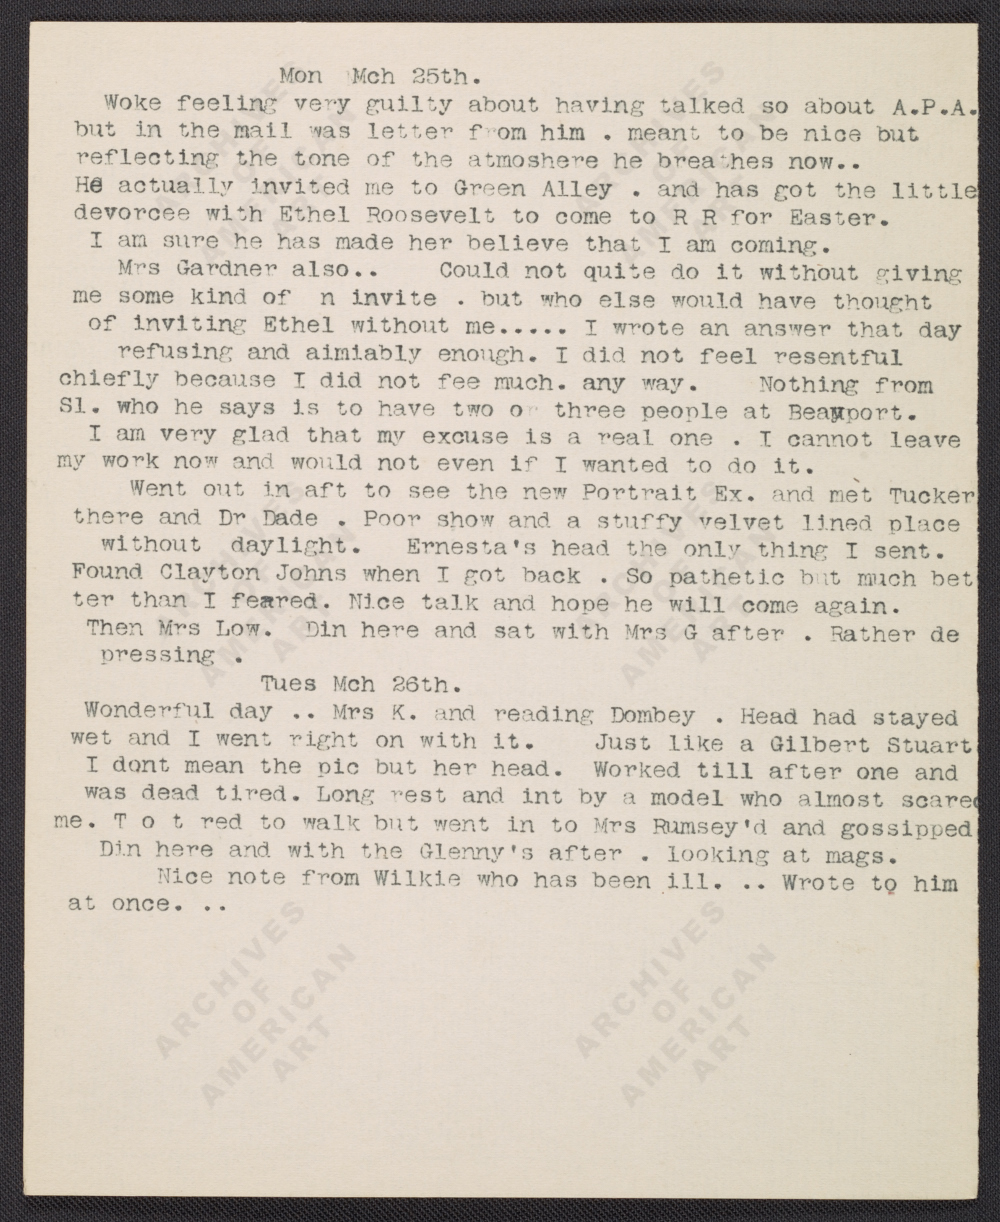 Mon Mch 25th.
Woke feeling very guilty about having talked so about A.P.A.
but in the mail was letter from him . meant to be nice but
reflecting the tone of the atmoshere he breathes now..
He actually invited me to Green Alley . and has got the little
devorcee with Ethel Roosevelt to come to R R for Easter.
I am sure he has made her believe that I am coming.
Mrs Gardner also.. Could not quite do it without giving
me some kind of n invite . but who else would have thought
of inviting Ethel without me..... I wrote an answer that day
refusing and aimiably enough. I did not feel resentful
chiefly because I did not fee much. any way. Nothing from
Sl. who he says is to have two or three people at Beauport.
I am very glad that my excuse is a real one . I cannot leave
my work now and would not even if I wanted to do it.
Went out in aft to see the new Portrait Ex. and met Tucker
there and Dr Dade . Poor show and a stuffy velvet lined place
without daylight. Ernesta's head the only thing I sent.
Found Clayton Johns when I got back . So pathetic but much bet
ter than I feared. Nice talk and hope he will come again.
Then Mrs Low. Din here and sat with Mrs G after . Rather de
pressing .
Tues Mch 26th.
Wonderful day .. Mrs K. and reading Dombey . Head had stayed
wet and I went right on with it. Just like a Gilbert Stuart
I dont mean the pic but her head. Worked till after one and
was dead tired. Long rest and int by a model who almost scared
me. T o t red to walk but went in to Mrs Rumsey'd and gossipped
Din here and with the Glenny's after . looking at mags.
Nice note from Wilkie who has been ill. .. Wrote to him
at once. ..
ARCHIVES
OF
AMERICAN
ART
ARCHIVES
OF
AMERICAN
ART
ARCHIVES
OF
AMERICAN
ART
ARCHIVES
OF
AMERICAN
ART
ARCHIVES
OF
AMERICAN
ART
ARCHIVES
OF
AMERICAN
ART